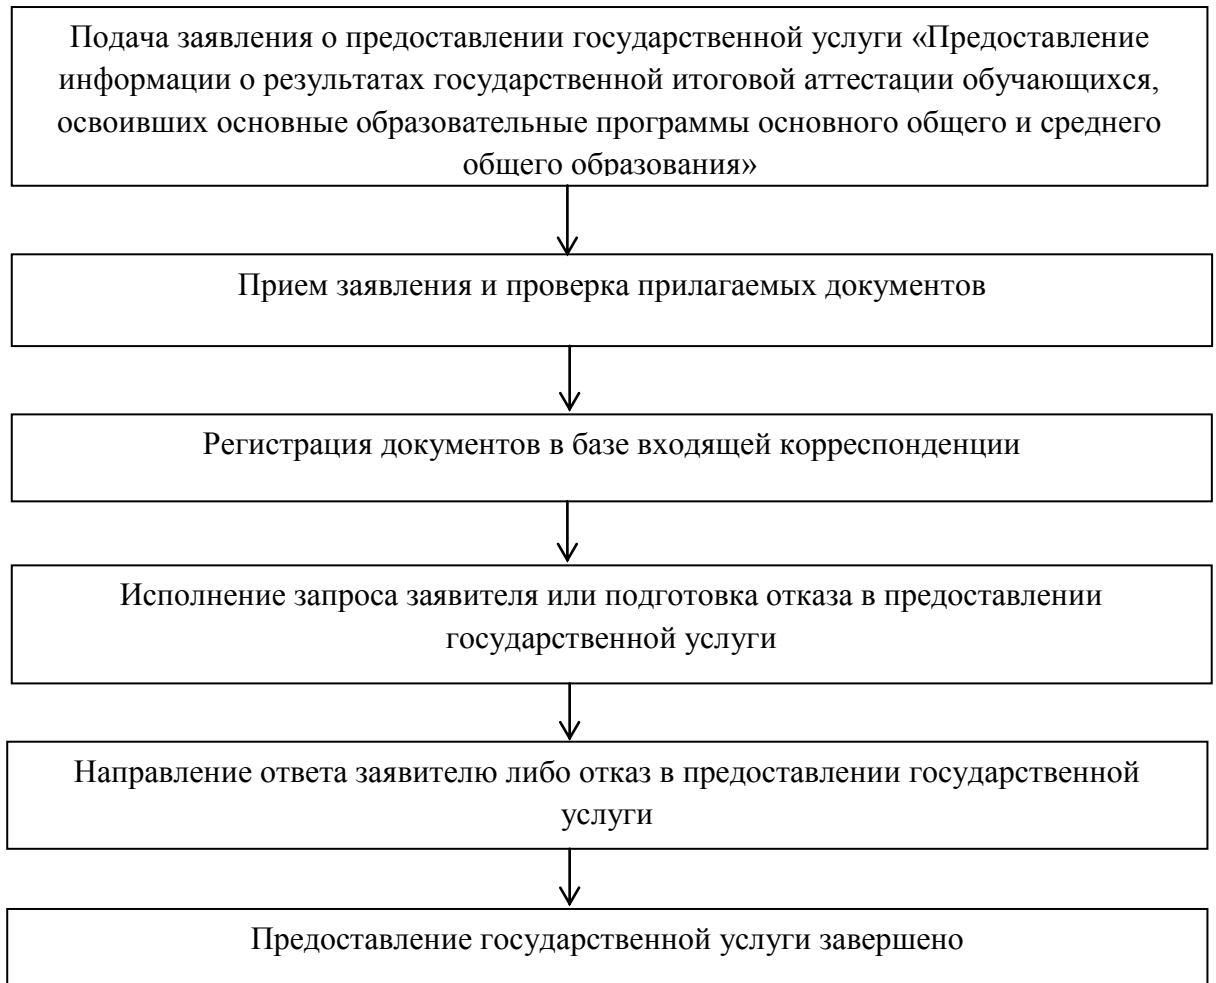 Подача заявления о предоставлении государственной услуги «Предоставление
информации о результатах государственной итоговой аттестации обучающихся,
освоивших основные образовательные программы основного общего и среднего
общего образования»
Прием заявления и проверка прилагаемых документов
Регистрация документов в базе входящей корреспонденции
Исполнение запроса заявителя или подготовка отказа в предоставлении
государственной услуги
Направление ответа заявителю либо отказ в предоставлении государственной
услуги
Предоставление государственной услуги завершено